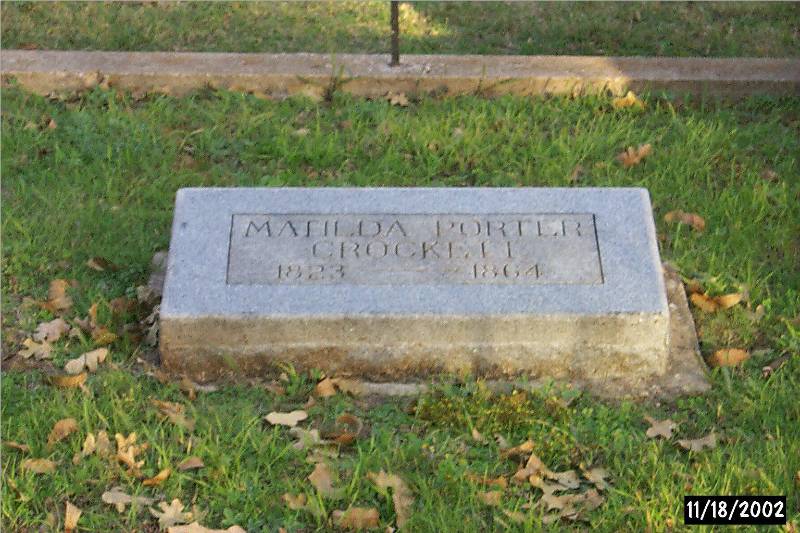 MATILDA PORTER
CROCKETT
1823 — 1864
11/18/2002